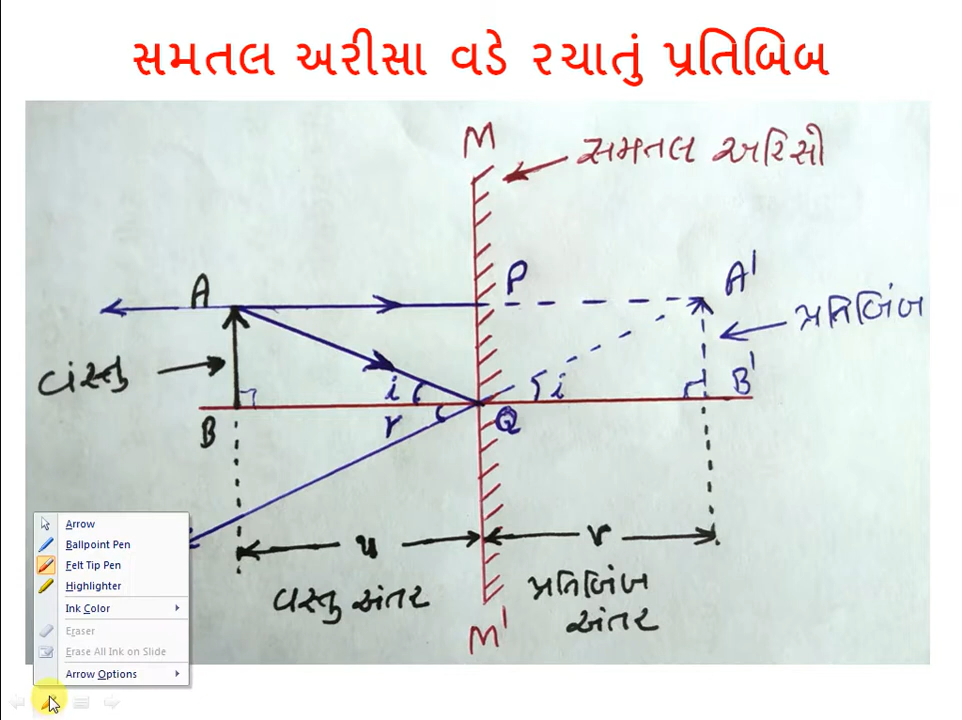 સમતલ અરીસા વડે રચાતું પ્રતિબિબ
M
સમતલ અરિસો
A
P
A'
પ્રતિબિંબ
i
i
B'
B
r
Q
u
v
વસ્તુ અંતર
પ્રતિબિંબ
અંતર
M'
Arrow
Ballpoint Pen
Felt Tip Pen
Highlighter
Ink Color
Eraser
Erase All Ink on Slide
Arrow Options